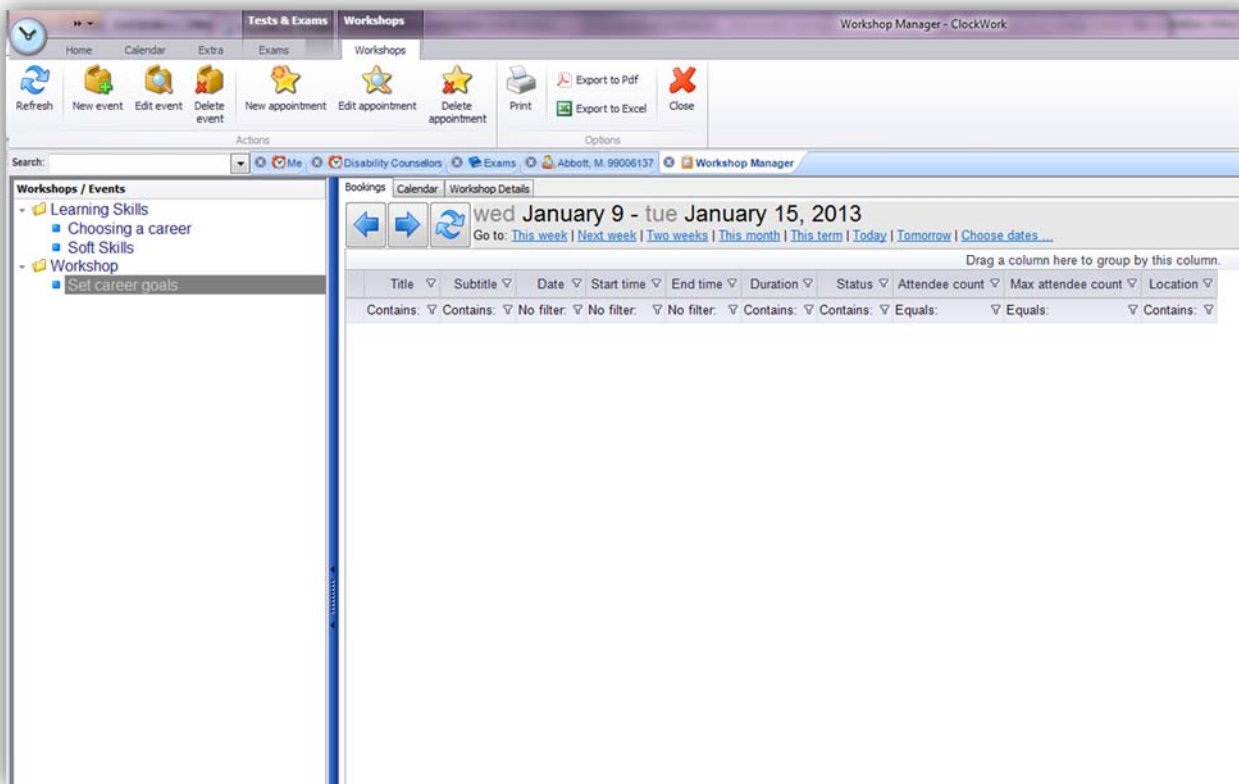 Tests & Exams Workshops Workshop Manager - ClockWork
Home Calendar Extra Exams Workshops
Refresh New event Edit event Delete event New appointment Edit appointment Delete appointment Print Export to Pdf Close
Export to Excel
Actions Options
Search: Me Disability Counselors Exams Abbott, M. 99006137 Workshop Manager
Workshops / Events
Learning Skills
Choosing a career
Soft Skills
Workshop
Set career goals
Bookings Calendar Workshop Details
wed January 9 - tue January 15, 2013
Go to: This week | Next week | Two weeks | This month | This term | Today | Tomorrow | Choose dates ...
Drag a column here to group by this column.
Title Subtitle Date Start time End time Duration Status Attendee count Max attendee count Location
Contains: Contains: No filter: No filter: No filter: Contains: Contains: Equals: Equals: Contains: